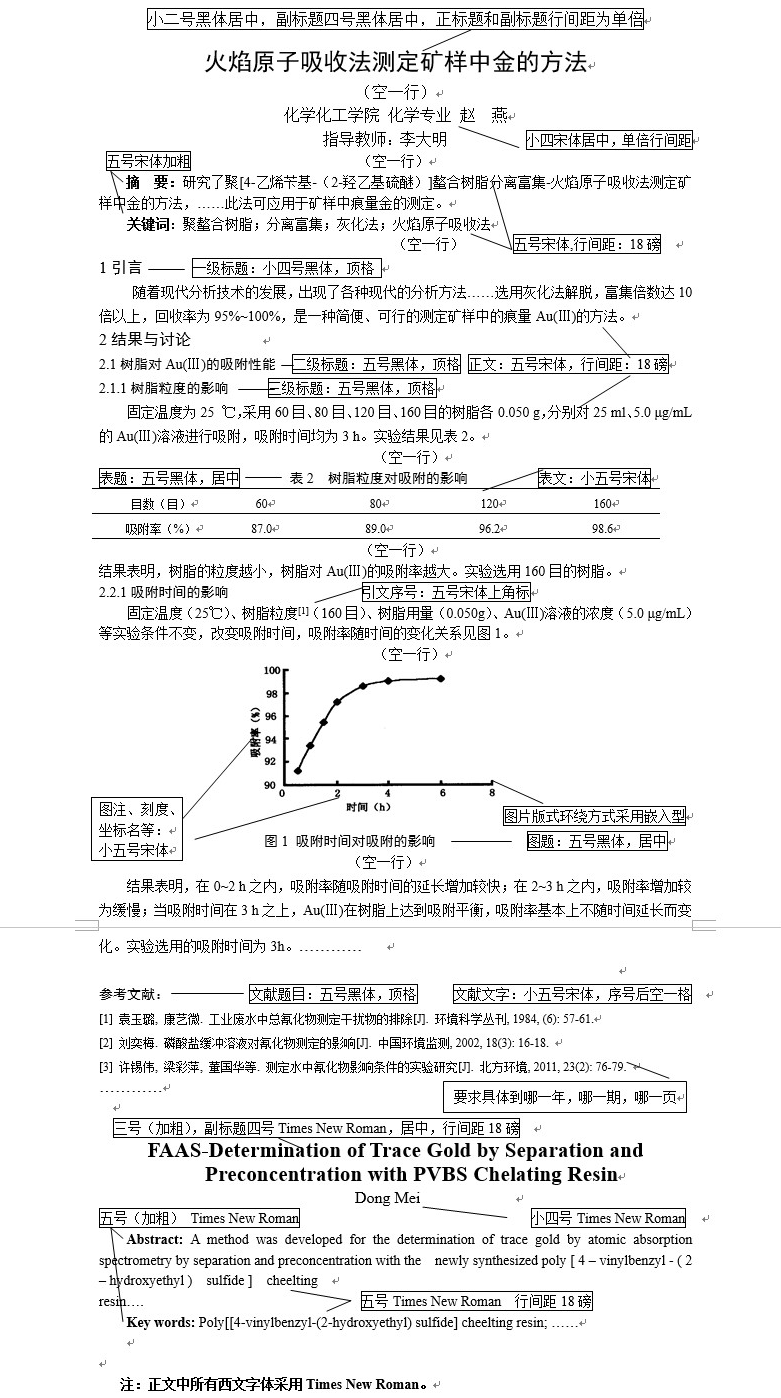 小二号黑体居中，副标题四号黑体居中，正标题和副标题行间距为单倍
火焰原子吸收法测定矿样中金的方法
（空一行）
化学化工学院 化学专业 赵　燕
指导教师：李大明
小四宋体居中，单倍行间距
五号宋体加粗
（空一行）
摘　要：研究了聚[4-乙烯苄基-（2-羟乙基硫醚）]螯合树脂分离富集-火焰原子吸收法测定矿
样中金的方法，……此法可应用于矿样中痕量金的测定。
关键词：聚螯合树脂；分离富集；灰化法；火焰原子吸收法
（空一行）
五号宋体,行间距：18 磅
1 引言
一级标题：小四号黑体，顶格
随着现代分析技术的发展，出现了各种现代的分析方法……选用灰化法解脱，富集倍数达 10
倍以上，回收率为 95%~100%，是一种简便、可行的测定矿样中的痕量 Au(Ⅲ)的方法。
2 结果与讨论
2.1 树脂对 Au(Ⅲ)的吸附性能
二级标题：五号黑体，顶格
正文：五号宋体，行间距：18 磅
2.1.1 树脂粒度的影响
三级标题：五号黑体，顶格
固定温度为 25 ℃，采用 60 目、80 目、120 目、160 目的树脂各 0.050 g，分别对 25 ml、5.0 μg/mL
的 Au(Ⅲ)溶液进行吸附，吸附时间均为 3 h。实验结果见表 2。
（空一行）
表题：五号黑体，居中
表 2　树脂粒度对吸附的影响
表文：小五号宋体
目数（目） 60 80 120 160
吸附率（%） 87.0 89.0 96.2 98.6
（空一行）
结果表明，树脂的粒度越小，树脂对 Au(Ⅲ)的吸附率越大。实验选用 160 目的树脂。
2.2.1 吸附时间的影响
引文序号：五号宋体上角标
固定温度（25℃）、树脂粒度[1]（160目）、树脂用量（0.050g）、Au(Ⅲ)溶液的浓度（5.0 μg/mL）
等实验条件不变，改变吸附时间，吸附率随时间的变化关系见图 1。
（空一行）
100
98
96
94
92
90
吸附率（%）
0 2 4 6 8
时间（h）
图注、刻度、
坐标名等：
小五号宋体
图片版式环绕方式采用嵌入型
图 1 吸附时间对吸附的影响
图题：五号黑体，居中
（空一行）
结果表明，在 0~2 h 之内，吸附率随吸附时间的延长增加较快；在 2~3 h 之内，吸附率增加较
为缓慢；当吸附时间在 3 h 之上，Au(Ⅲ)在树脂上达到吸附平衡，吸附率基本上不随时间延长而变
化。实验选用的吸附时间为 3h。…………
参考文献：
文献题目：五号黑体，顶格
文献文字：小五号宋体，序号后空一格
[1] 袁玉璐, 康艺微. 工业废水中总氰化物测定干扰物的排除[J]. 环境科学丛刊, 1984, (6): 57-61.
[2] 刘奕梅. 磷酸盐缓冲溶液对氰化物测定的影响[J]. 中国环境监测, 2002, 18(3): 16-18.
[3] 许锡伟, 梁彩萍, 董国华等. 测定水中氰化物影响条件的实验研究[J]. 北方环境, 2011, 23(2): 76-79.
…………
要求具体到哪一年，哪一期，哪一页
三号（加粗），副标题四号 Times New Roman，居中，行间距 18 磅
FAAS-Determination of Trace Gold by Separation and
Preconcentration with PVBS Chelating Resin
Dong Mei
五号（加粗） Times New Roman
小四号 Times New Roman
Abstract: A method was developed for the determination of trace gold by atomic absorption
spectrometry by separation and preconcentration with the newly synthesized poly [ 4 – vinylbenzyl - ( 2
– hydroxyethyl ) sulfide ] cheelting
resin….
五号 Times New Roman 行间距 18 磅
Key words: Poly[[4-vinylbenzyl-(2-hydroxyethyl) sulfide] cheelting resin; ……
注：正文中所有西文字体采用 Times New Roman。